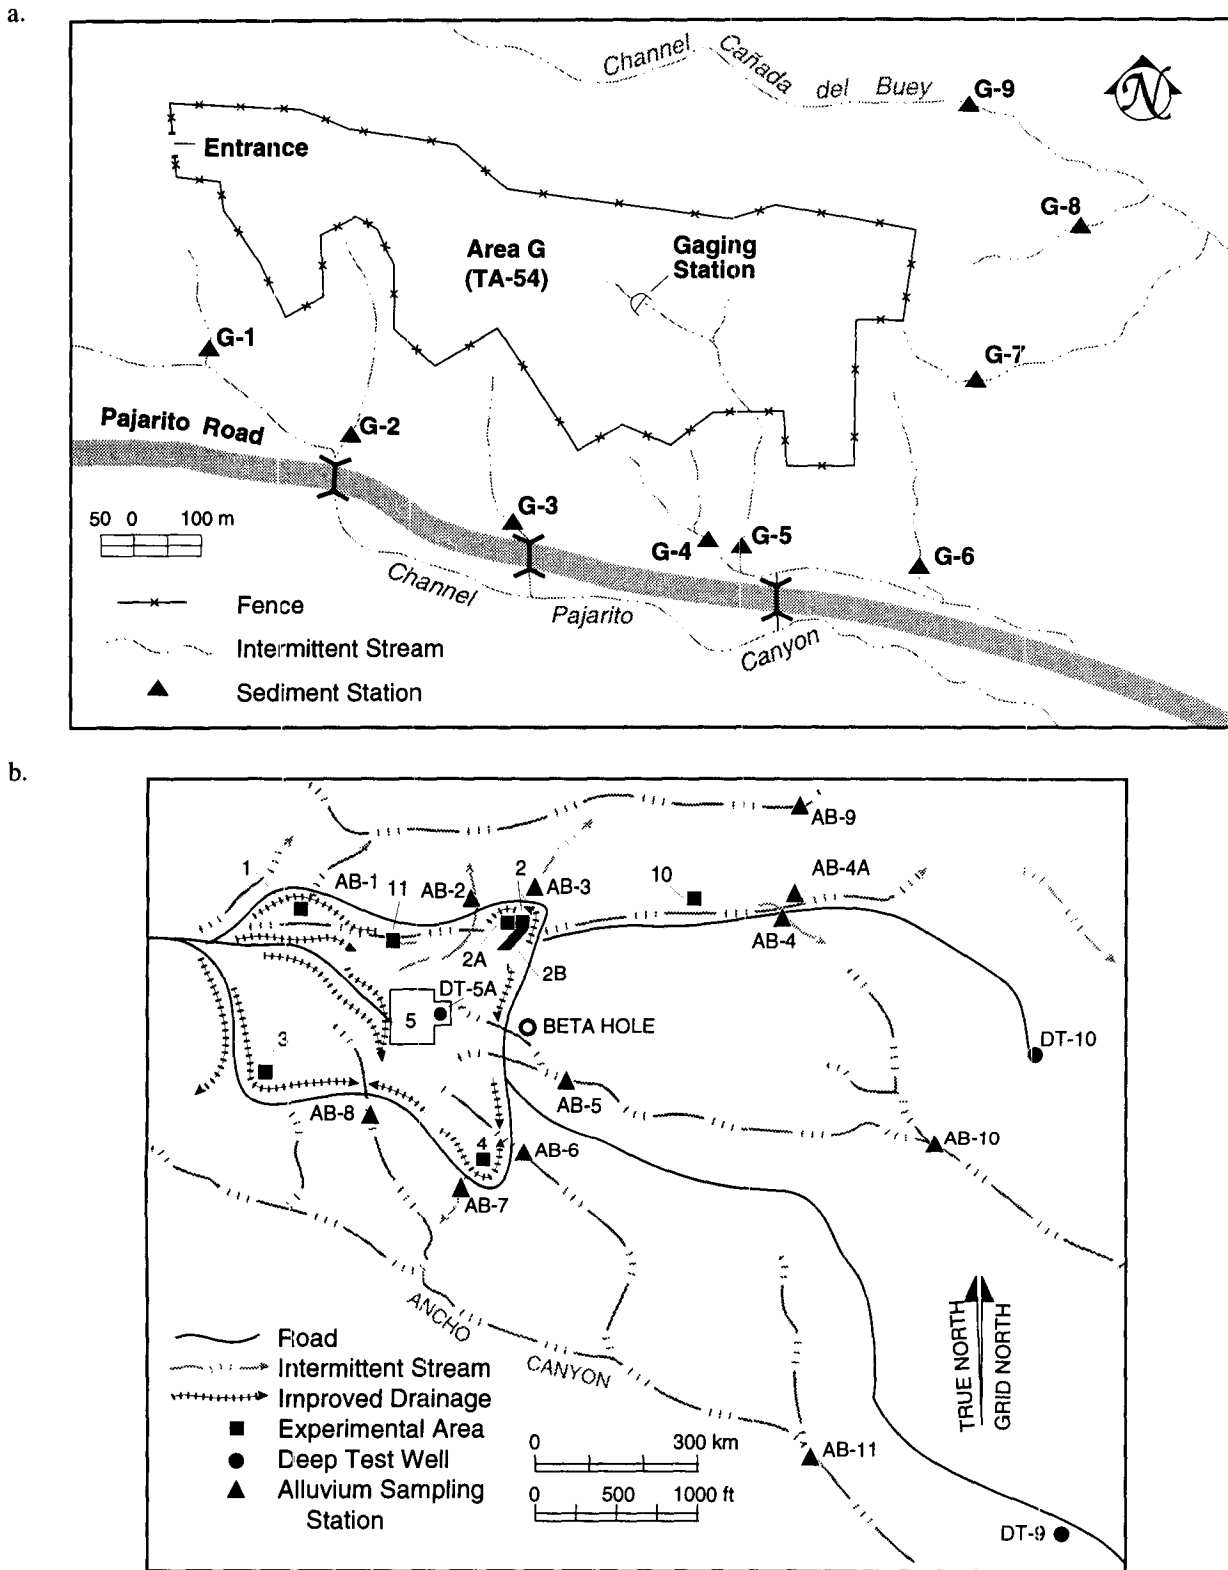 a.
Channel Cañada del Buey
N
G-9
Entrance
G-8
Area G
(TA-54)
Gaging
Station
G-1
G-7
Pajarito Road
G-2
50 0 100 m
G-3
G-4
G-5
G-6
Channel Pajarito Canyon
Fence
Intermittent Stream
Sediment Station
b.
AB-9
1
AB-1
11
AB-2
2
AB-3
10
AB-4A
AB-4
2A
2B
DT-5A
5
BETA HOLE
3
DT-10
AB-8
AB-5
4
AB-6
AB-10
AB-7
ANCHO CANYON
TRUE NORTH
GRID NORTH
Road
Intermittent Stream
Improved Drainage
Experimental Area
Deep Test Well
Alluvium Sampling
Station
0 300 km
0 500 1000 ft
AB-11
DT-9